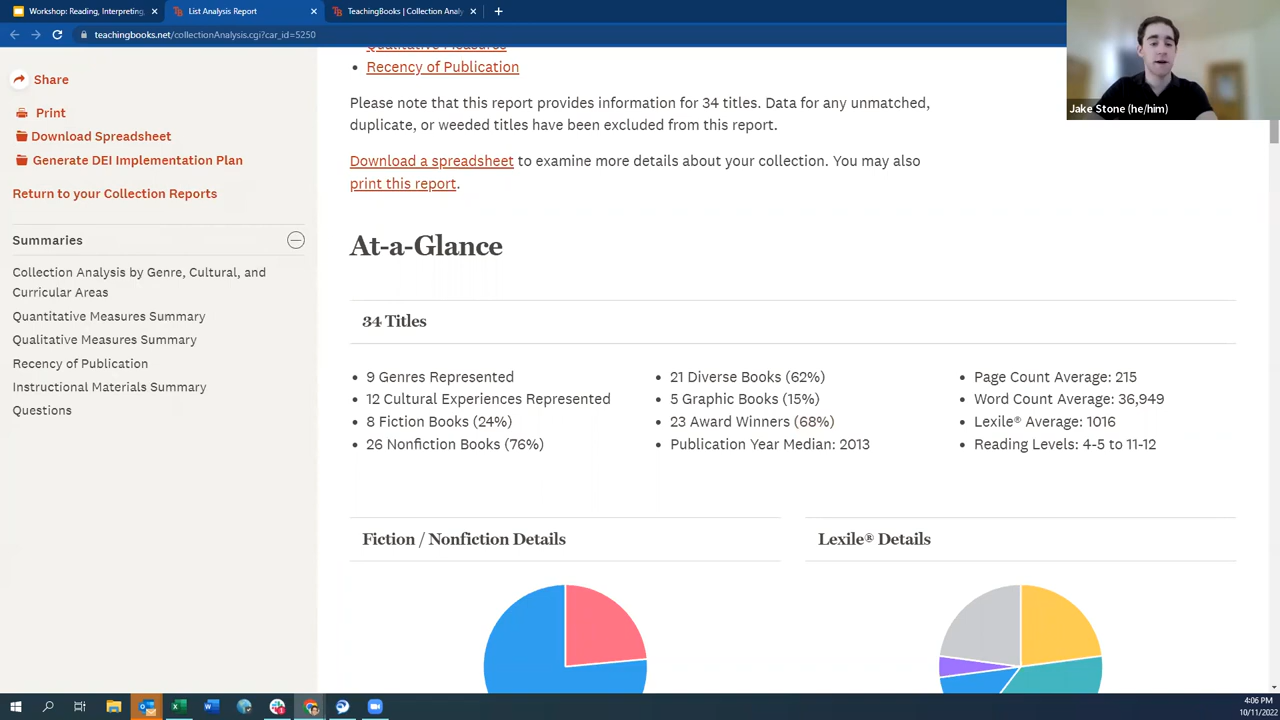 Workshop: Reading, Interpreting,
List Analysis Report
TeachingBooks | Collection Analy
teachingbooks.net/collectionAnalysis.cgi?car_id=5250
Jake Stone (he/him)
Share
Print
Download Spreadsheet
Generate DEI Implementation Plan
Return to your Collection Reports
Summaries
Collection Analysis by Genre, Cultural, and
Curricular Areas
Quantitative Measures Summary
Qualitative Measures Summary
Recency of Publication
Instructional Materials Summary
Questions
Qualitative Measures
• Recency of Publication
Please note that this report provides information for 34 titles. Data for any unmatched,
duplicate, or weeded titles have been excluded from this report.
Download a spreadsheet to examine more details about your collection. You may also
print this report.
At-a-Glance
34 Titles
• 9 Genres Represented
• 12 Cultural Experiences Represented
• 8 Fiction Books (24%)
• 26 Nonfiction Books (76%)
• 21 Diverse Books (62%)
• 5 Graphic Books (15%)
• 23 Award Winners (68%)
• Publication Year Median: 2013
• Page Count Average: 215
• Word Count Average: 36,949
• Lexile® Average: 1016
• Reading Levels: 4-5 to 11-12
Fiction / Nonfiction Details
Lexile® Details
4:06 PM
10/11/2022